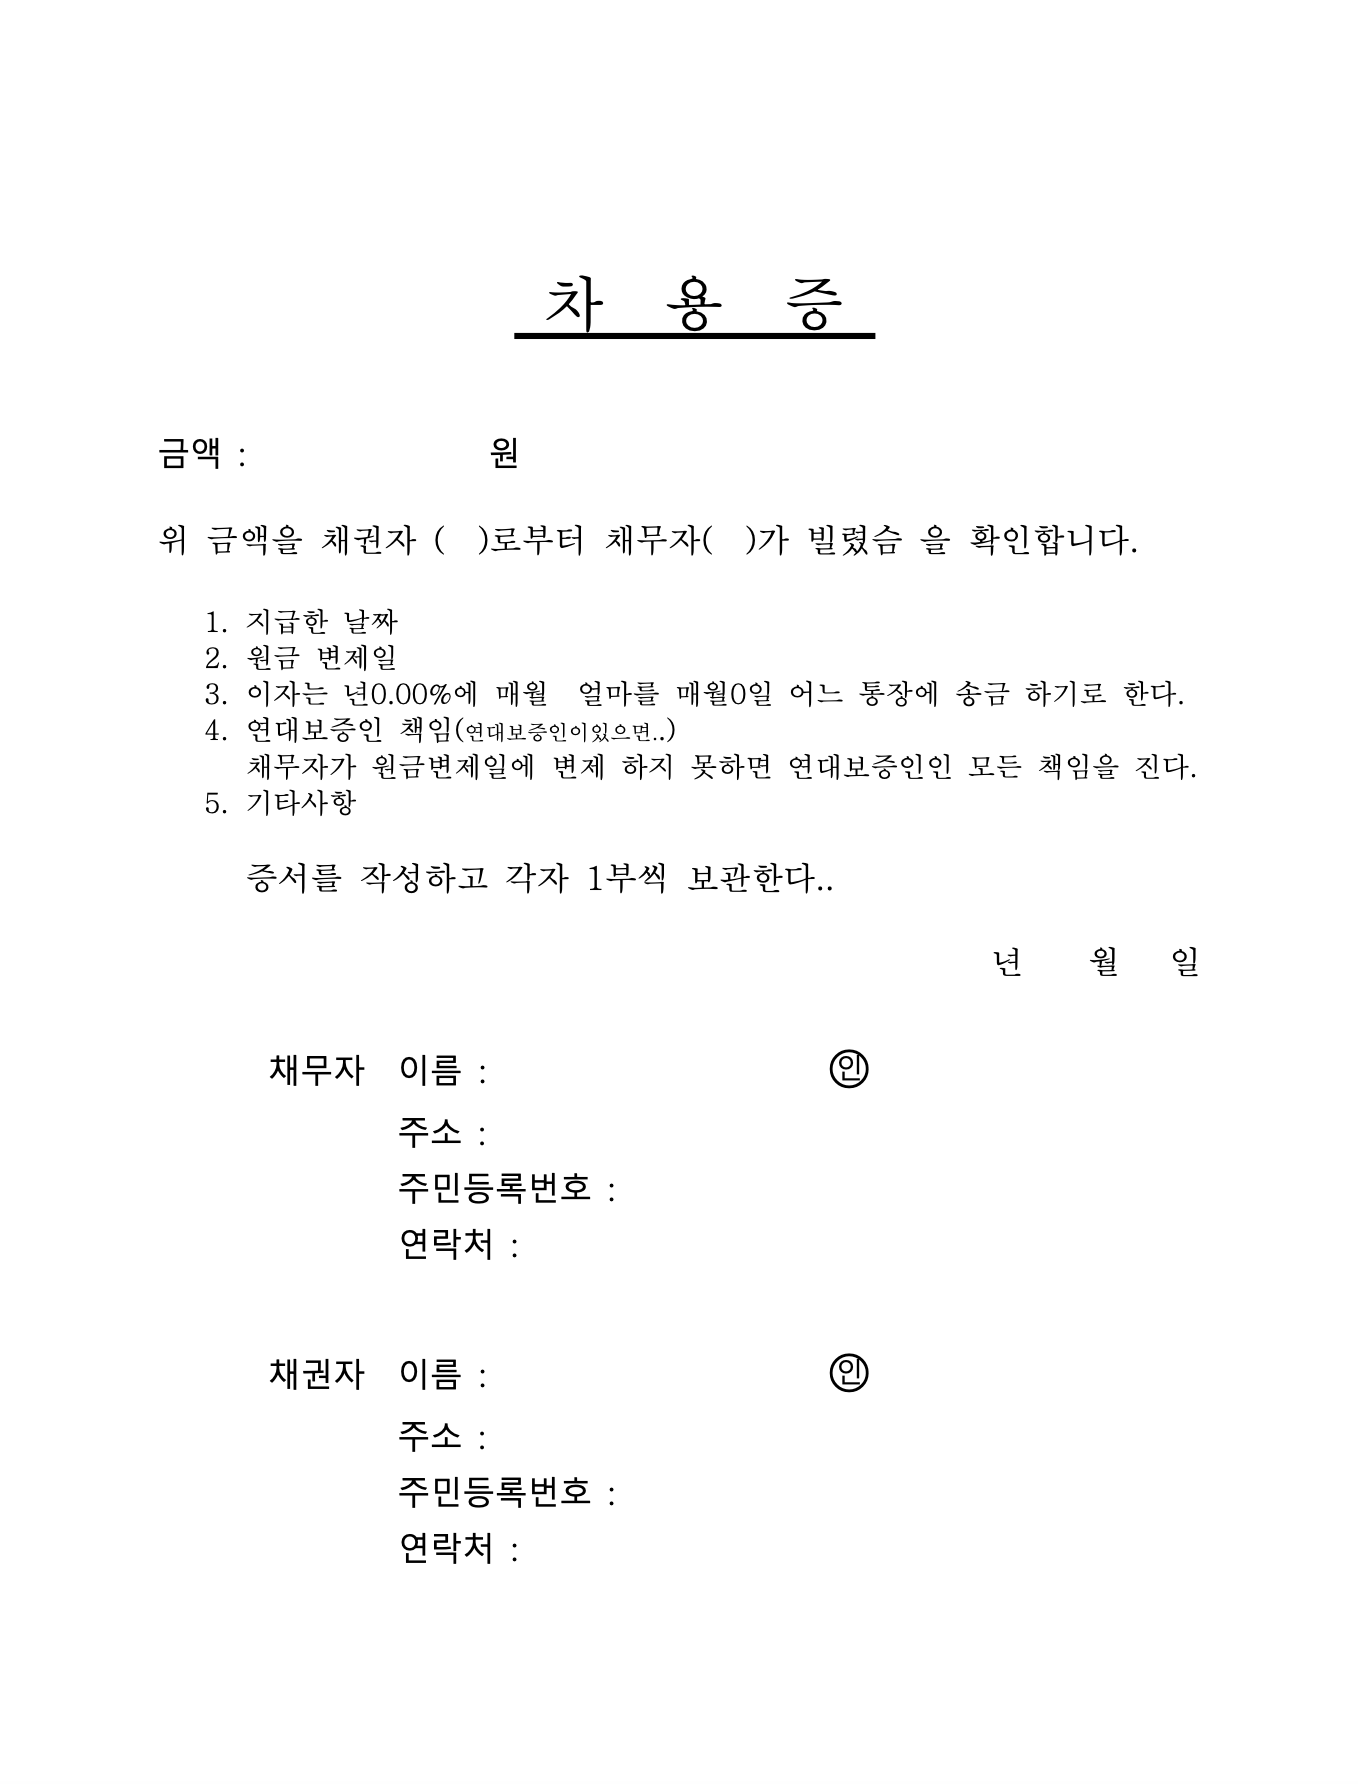 차 용 증
금액 : 원
위 금액을 채권자 ( )로부터 채무자( )가 빌렸슴 을 확인합니다.
1. 지급한 날짜
2. 원금 변제일
3. 이자는 년0.00%에 매월 얼마를 매월0일 어느 통장에 송금 하기로 한다.
4. 연대보증인 책임(연대보증인이있으면..)
채무자가 원금변제일에 변제 하지 못하면 연대보증인인 모든 책임을 진다.
5. 기타사항
증서를 작성하고 각자 1부씩 보관한다..
년 월 일
채무자 이름 : ㊞
주소 :
주민등록번호 :
연락처 :
채권자 이름 : ㊞
주소 :
주민등록번호 :
연락처 :